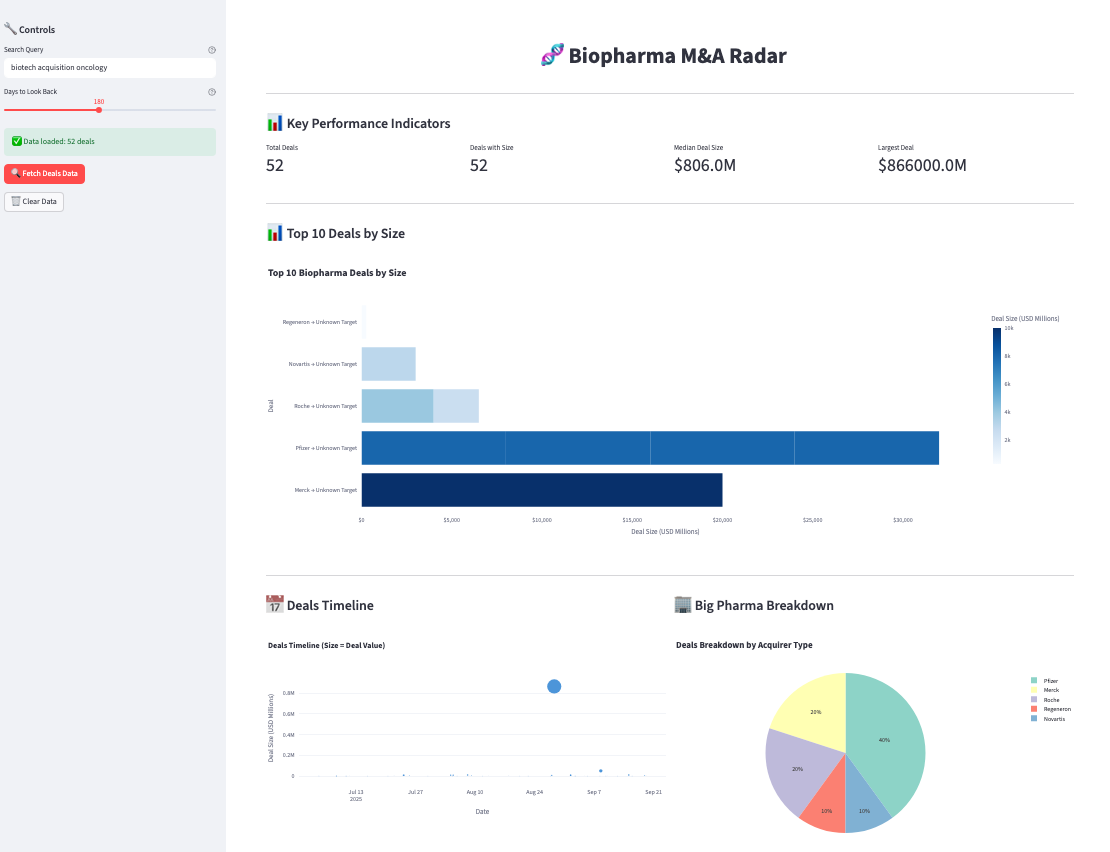 🔧 Controls
Search Query
biotech acquisition oncology
Days to Look Back
180
✅ Data loaded: 52 deals
🔍 Fetch Deals Data
🗑️ Clear Data
🧬 Biopharma M&A Radar
📊 Key Performance Indicators
Total Deals
52
Deals with Size
52
Median Deal Size
$806.0M
Largest Deal
$866000.0M
📊 Top 10 Deals by Size
Top 10 Biopharma Deals by Size
Regeneron → Unknown Target
Novartis → Unknown Target
Roche → Unknown Target
Pfizer → Unknown Target
Merck → Unknown Target
Deal
$0
$5,000
$10,000
$15,000
$20,000
$25,000
$30,000
Deal Size (USD Millions)
Deal Size (USD Millions)
10k
8k
6k
4k
2k
📅 Deals Timeline
Deals Timeline (Size = Deal Value)
Deal Size (USD Millions)
0.8M
0.6M
0.4M
0.2M
0
Jul 13
2025
Jul 27
Aug 10
Aug 24
Sep 7
Sep 21
Date
🏢 Big Pharma Breakdown
Deals Breakdown by Acquirer Type
40%
20%
20%
10%
10%
Pfizer
Merck
Roche
Regeneron
Novartis